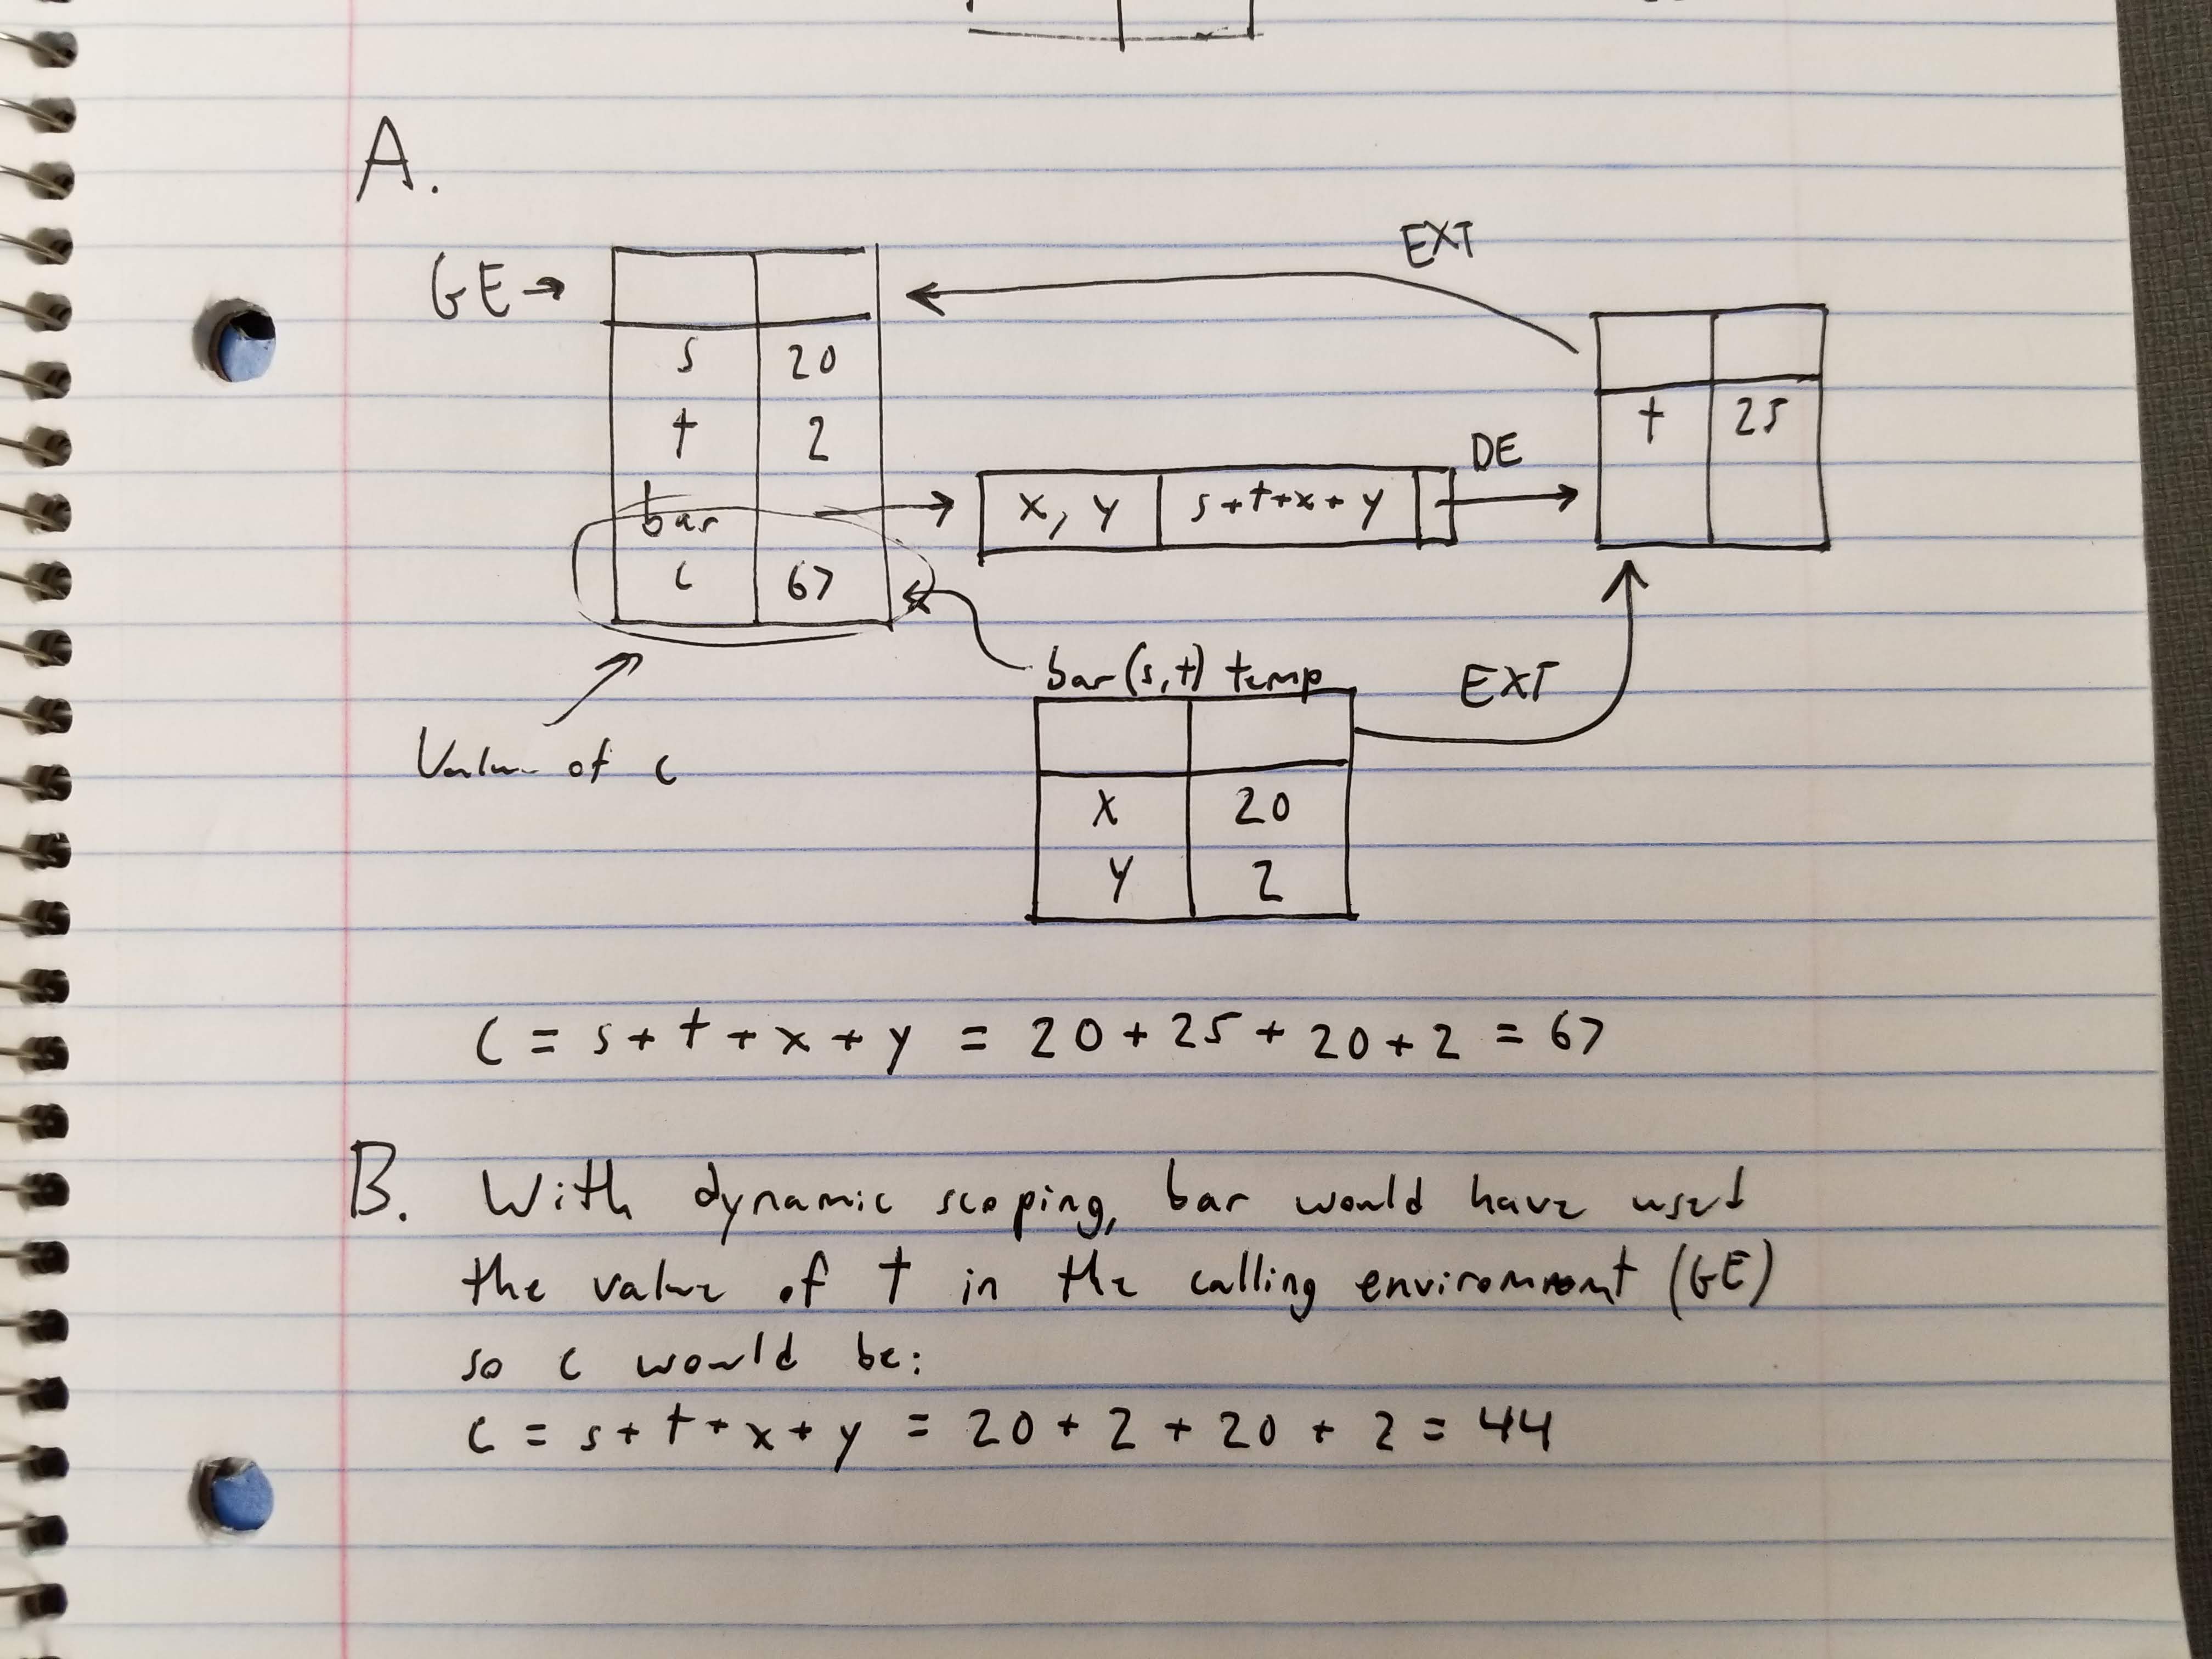 A.
EXT
GE →
s 20
t 2
t 25
DE
bar
x, y s+t+x+y
c 67
bar(s,t) temp
EXT
Value of c
x 20
y 2
c = s + t + x + y = 20 + 25 + 20 + 2 = 67
B. With dynamic scoping, bar would have used
the value of t in the calling environment (GE)
so c would be:
c = s + t + x + y = 20 + 2 + 20 + 2 = 44